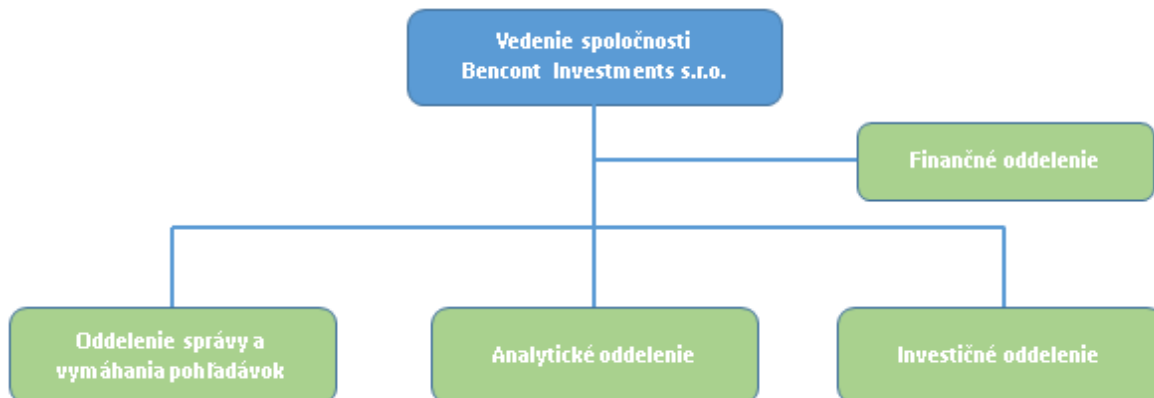 Vedenie spoločnosti
Bencont Investments s.r.o.
Finančné oddelenie
Oddelenie správy a
vymáhania pohľadávok
Analytické oddelenie
Investičné oddelenie